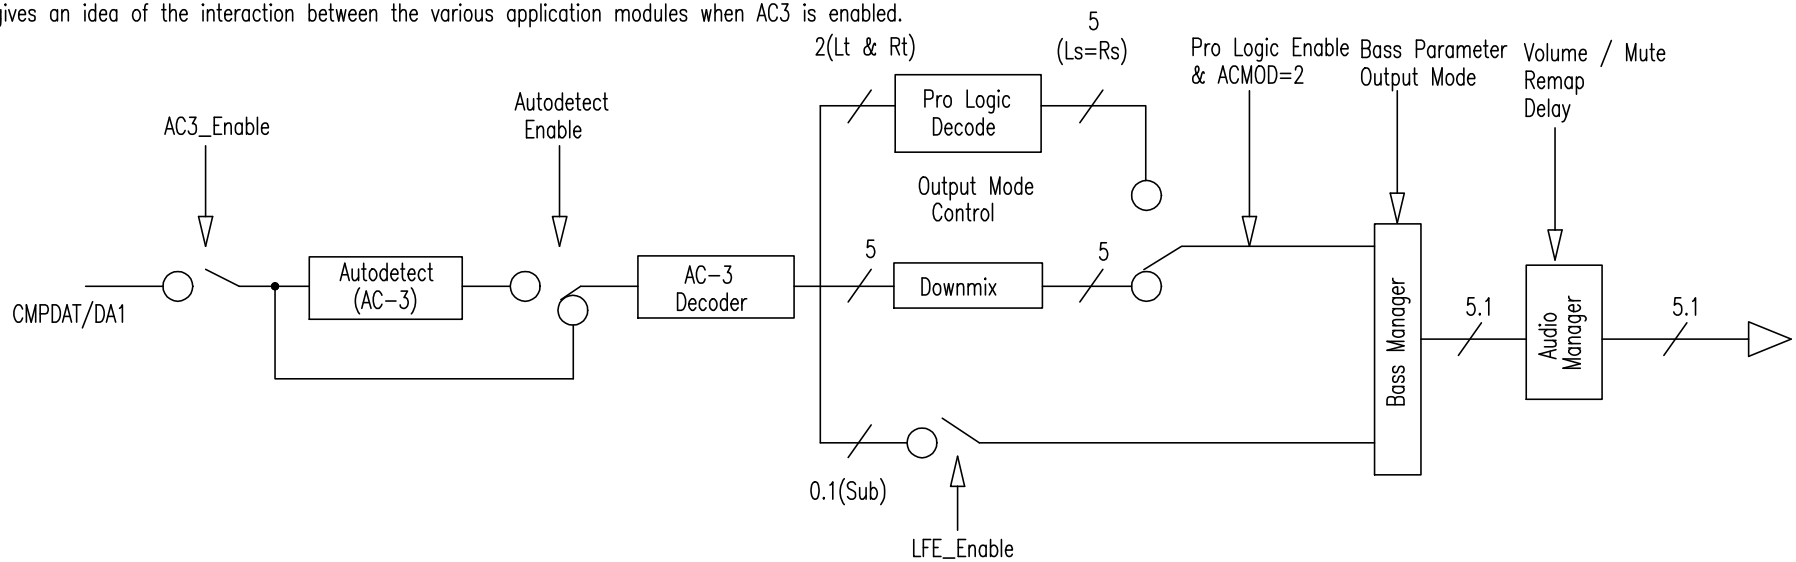 gives an idea of the interaction between the various application modules when AC3 is enabled.
2(Lt & Rt)
5
(Ls=Rs)
Pro Logic Enable
& ACMOD=2
Bass Parameter
Output Mode
Volume / Mute
Remap
Delay
AC3_Enable
Autodetect
Enable
Pro Logic
Decode
Output Mode
Control
CMPDAT/DA1
Autodetect
(AC-3)
AC-3
Decoder
5
Downmix
5
Bass Manager
5.1
Audio
Manager
5.1
0.1(Sub)
LFE_Enable